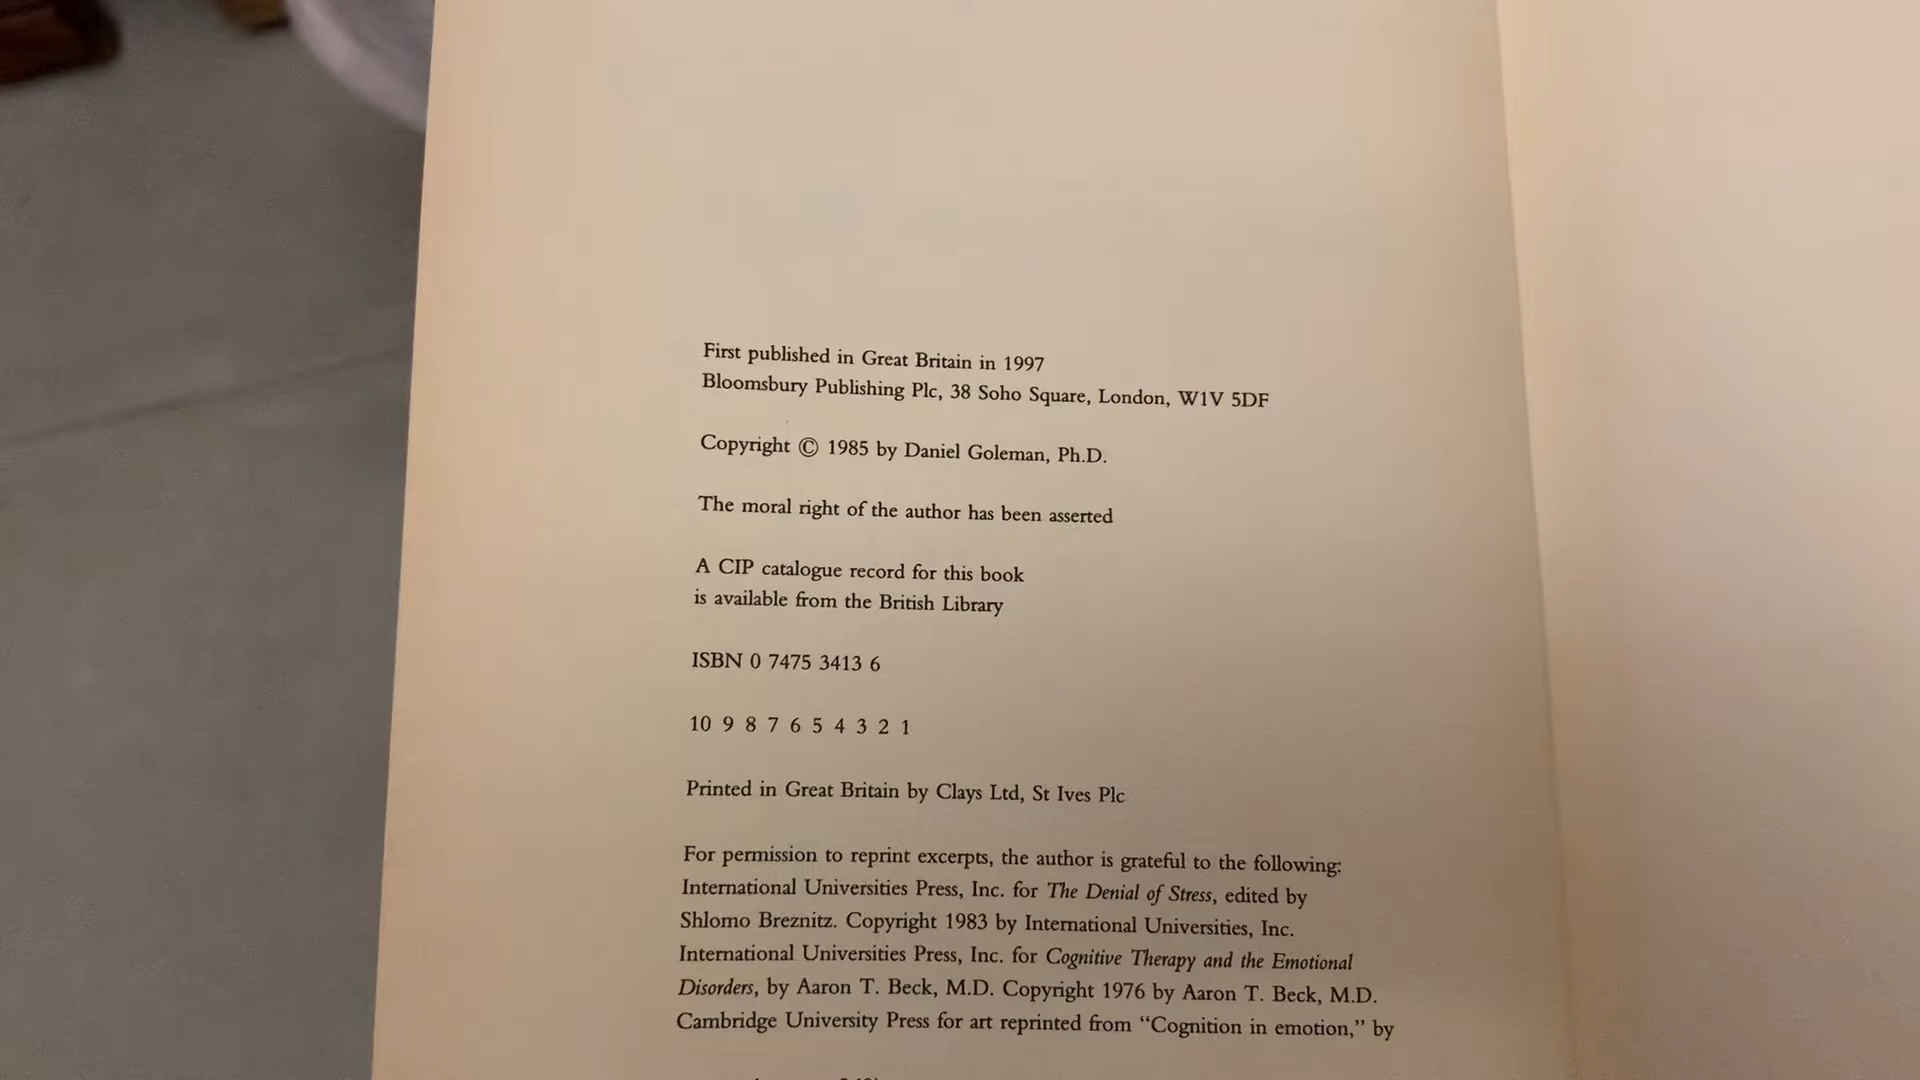 First published in Great Britain in 1997
Bloomsbury Publishing Plc, 38 Soho Square, London, W1V 5DF
Copyright © 1985 by Daniel Goleman, Ph.D.
The moral right of the author has been asserted
A CIP catalogue record for this book
is available from the British Library
ISBN 0 7475 3413 6
10 9 8 7 6 5 4 3 2 1
Printed in Great Britain by Clays Ltd, St Ives Plc
For permission to reprint excerpts, the author is grateful to the following:
International Universities Press, Inc. for The Denial of Stress, edited by
Shlomo Breznitz. Copyright 1983 by International Universities, Inc.
International Universities Press, Inc. for Cognitive Therapy and the Emotional
Disorders, by Aaron T. Beck, M.D. Copyright 1976 by Aaron T. Beck, M.D.
Cambridge University Press for art reprinted from “Cognition in emotion,” by